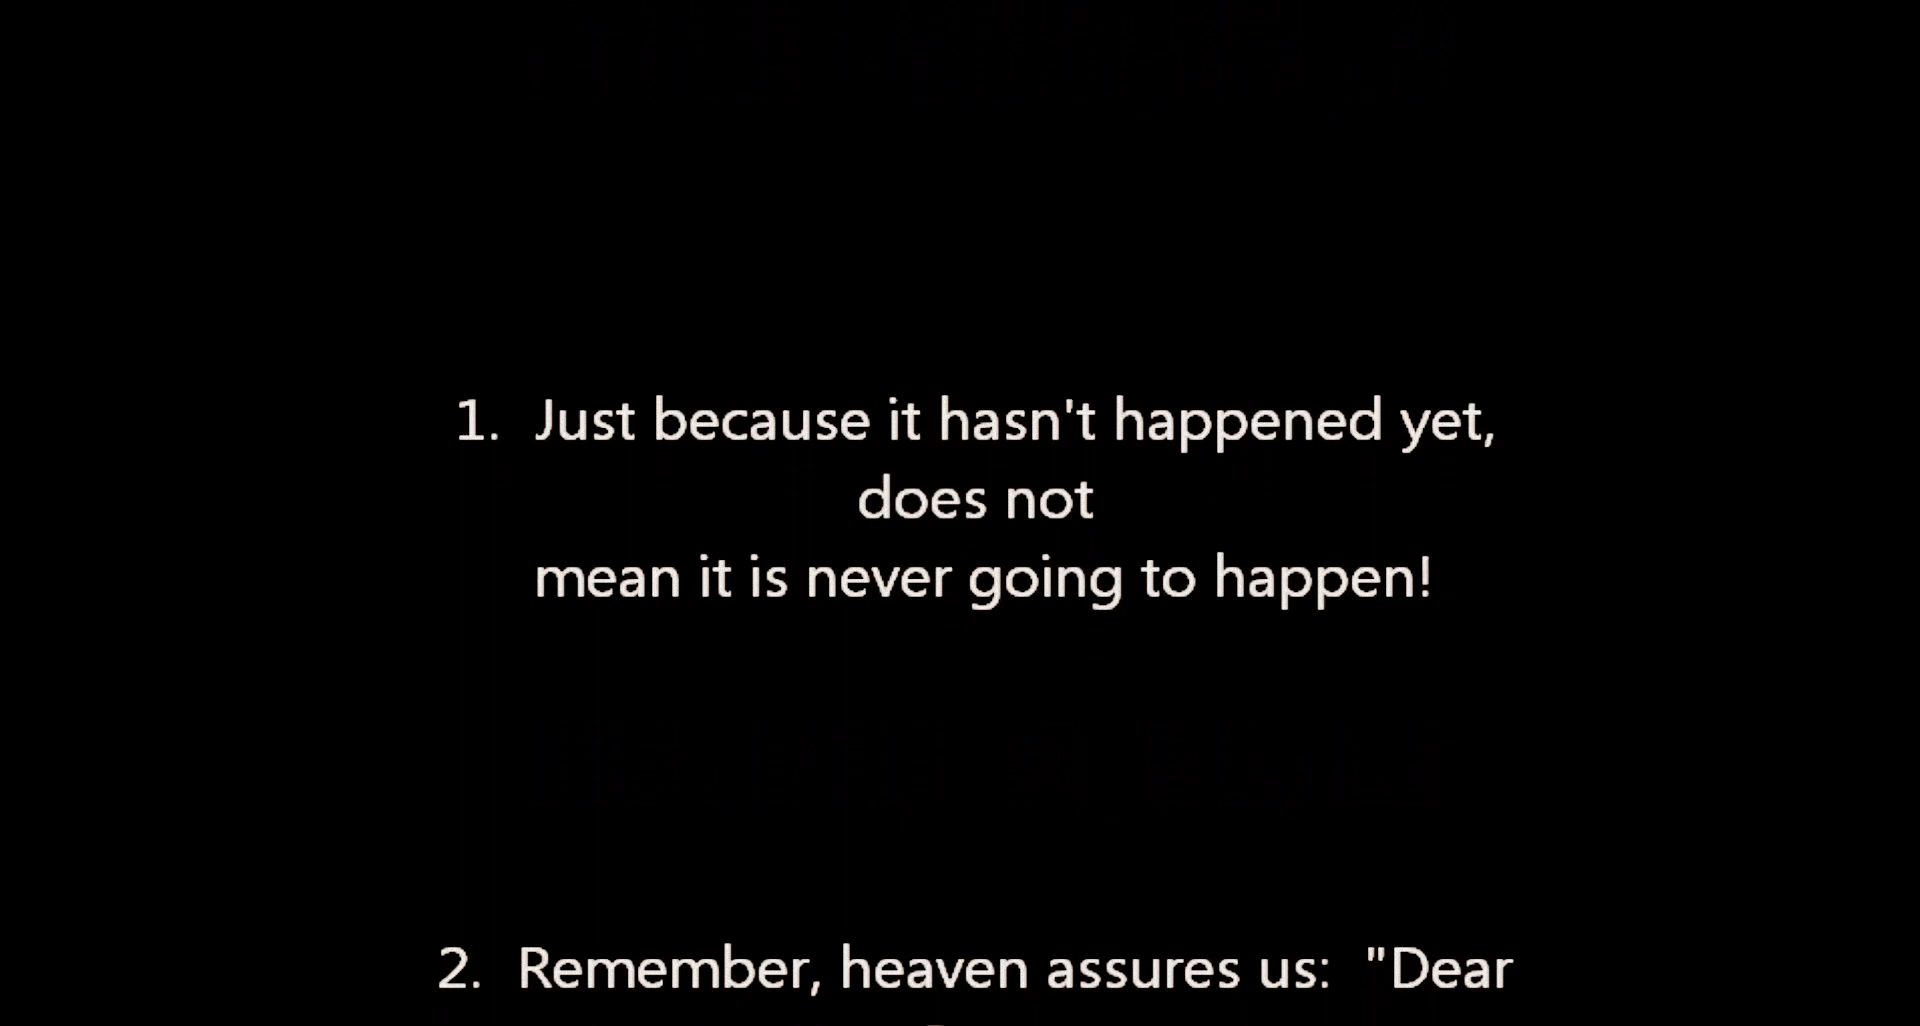 1. Just because it hasn't happened yet,
does not
mean it is never going to happen!
2. Remember, heaven assures us: "Dear